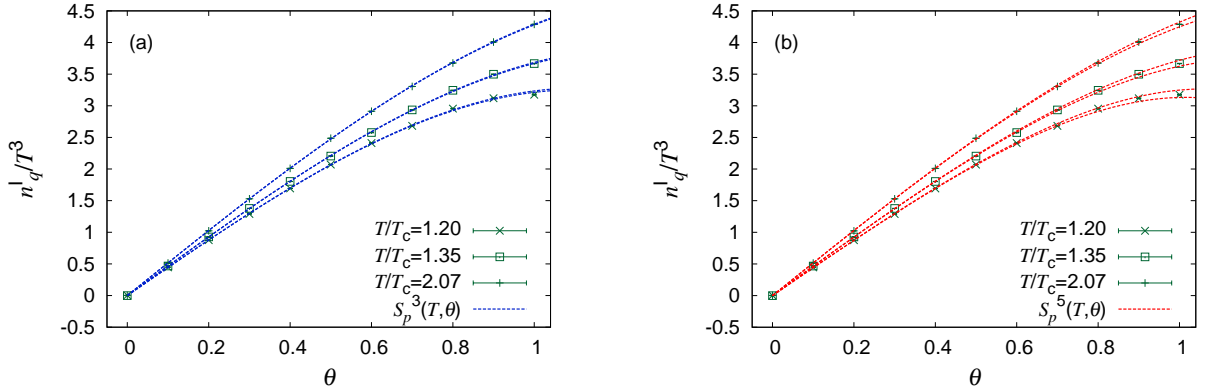 4.5
4
3.5
3
2.5
2
1.5
1
0.5
0
-0.5
n^I_q/T^3
(a)
T/T_c=1.20
T/T_c=1.35
T/T_c=2.07
S_p^3(T,θ)
0 0.2 0.4 0.6 0.8 1
θ
4.5
4
3.5
3
2.5
2
1.5
1
0.5
0
-0.5
n^I_q/T^3
(b)
T/T_c=1.20
T/T_c=1.35
T/T_c=2.07
S_p^5(T,θ)
0 0.2 0.4 0.6 0.8 1
θ